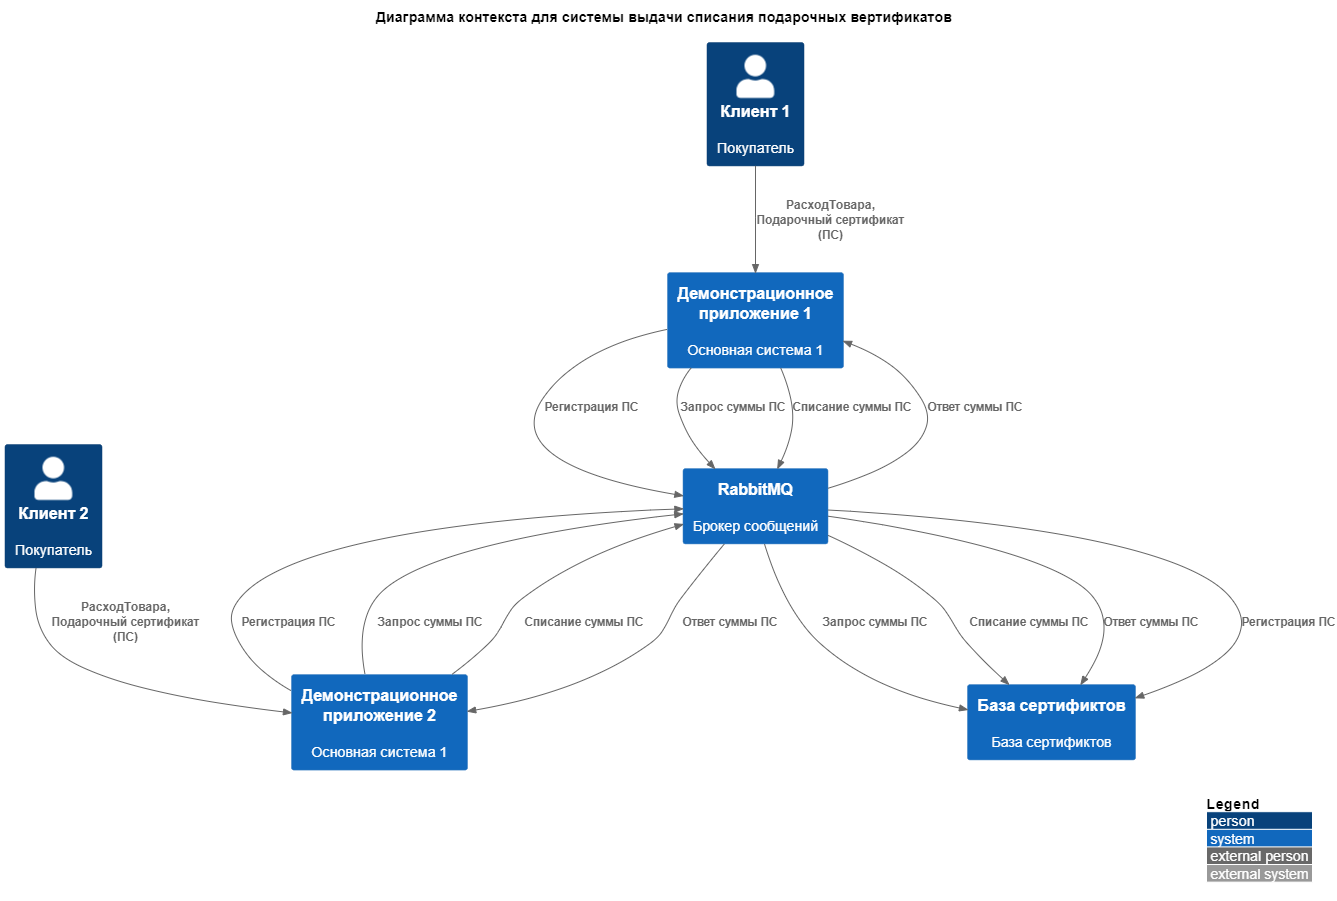 Диаграмма контекста для системы выдачи списания подарочных вертификатов
Клиент 1
Покупатель
РасходТовара,
Подарочный сертификат
(ПС)
Демонстрационное
приложение 1
Основная система 1
Регистрация ПС
Запрос суммы ПС
Списание суммы ПС
Ответ суммы ПС
Клиент 2
Покупатель
RabbitMQ
Брокер сообщений
РасходТовара,
Подарочный сертификат
(ПС)
Регистрация ПС
Запрос суммы ПС
Списание суммы ПС
Ответ суммы ПС
Запрос суммы ПС
Списание суммы ПС
Ответ суммы ПС
Регистрация ПС
Демонстрационное
приложение 2
Основная система 1
База сертификтов
База сертификтов
Legend
person
system
external person
external system